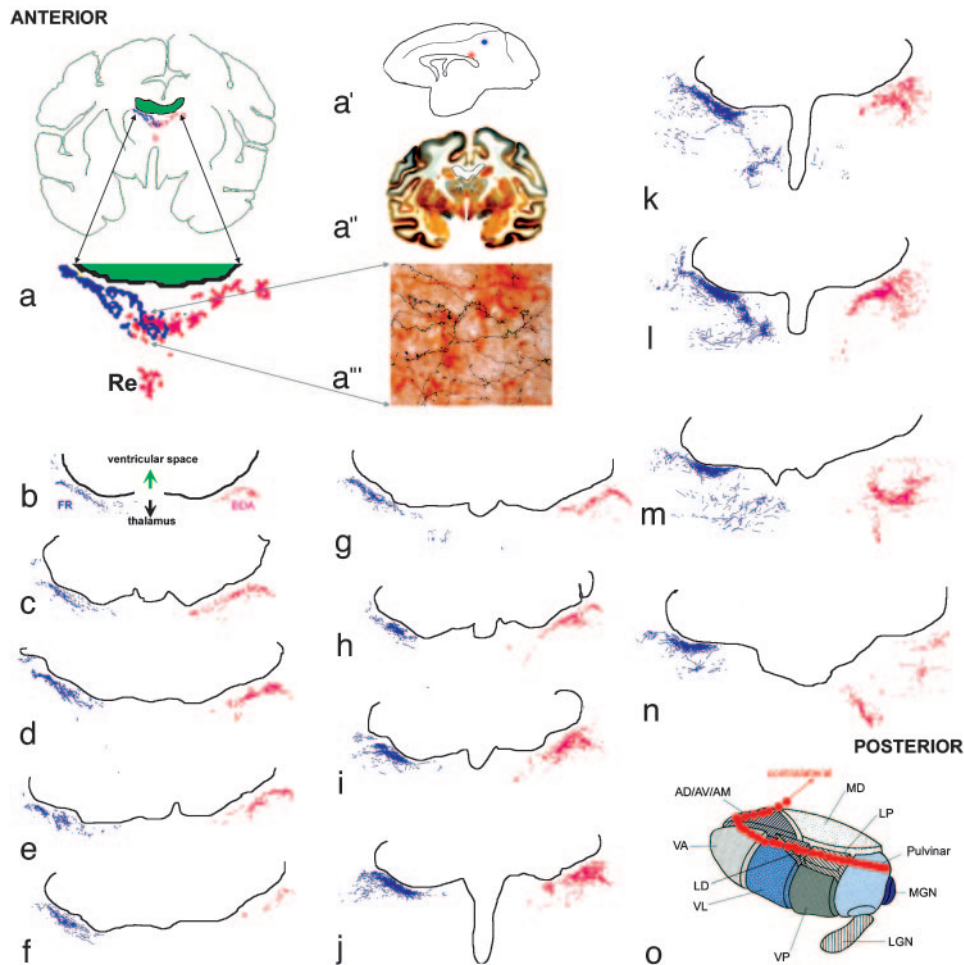 ANTERIOR
a'
a"
a
a'"
Re
b
ventricular space
FR
BDA
thalamus
c
d
e
f
g
h
i
j
k
l
m
n
POSTERIOR
AD/AV/AM
MD
LP
VA
Pulvinar
LD
MGN
VL
LGN
VP
o